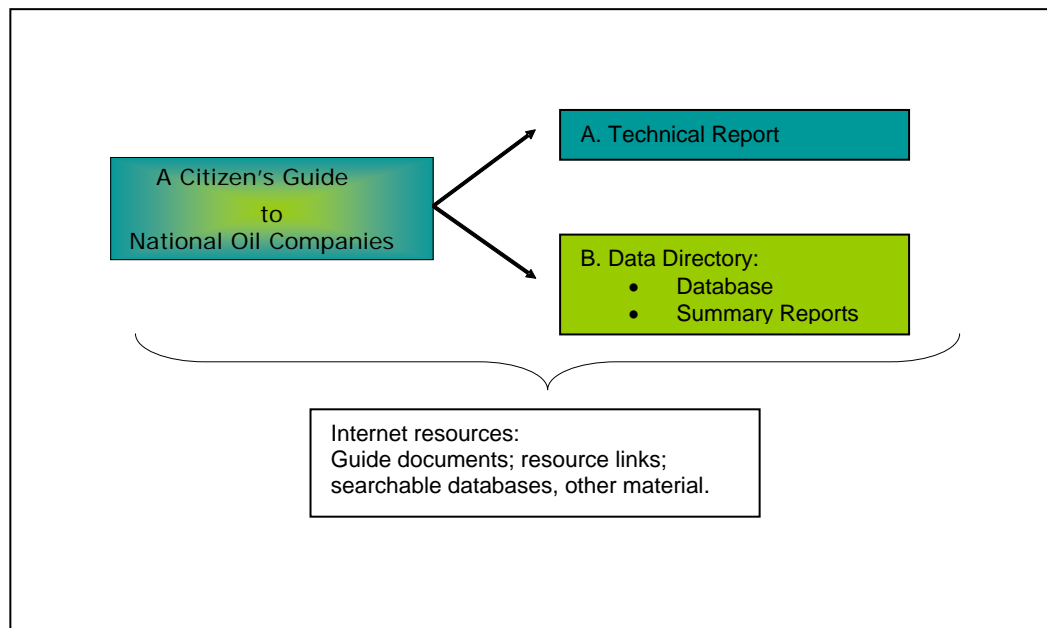 A Citizen's Guide
to
National Oil Companies
A. Technical Report
B. Data Directory:
• Database
• Summary Reports
Internet resources:
Guide documents; resource links;
searchable databases, other material.